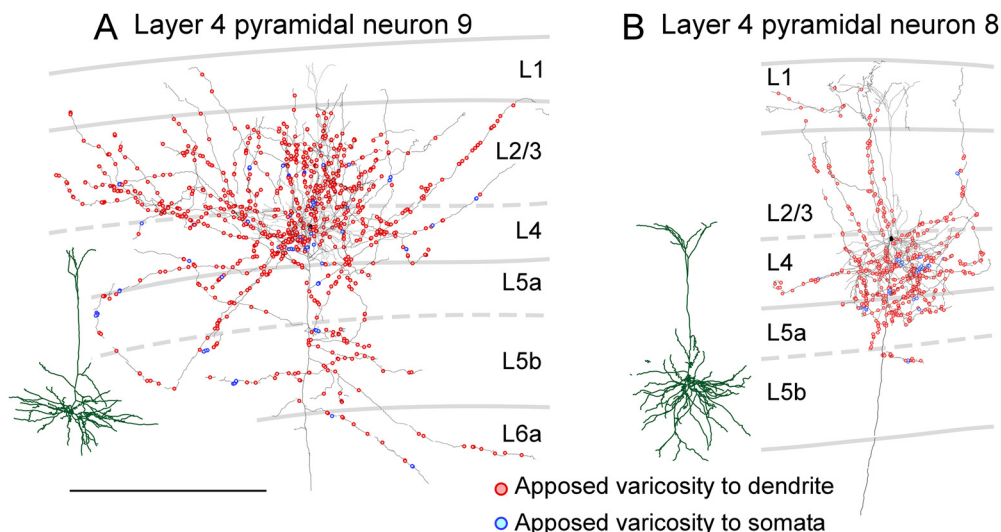 A Layer 4 pyramidal neuron 9
L1
L2/3
L4
L5a
L5b
L6a
B Layer 4 pyramidal neuron 8
L1
L2/3
L4
L5a
L5b
Apposed varicosity to dendrite
Apposed varicosity to somata